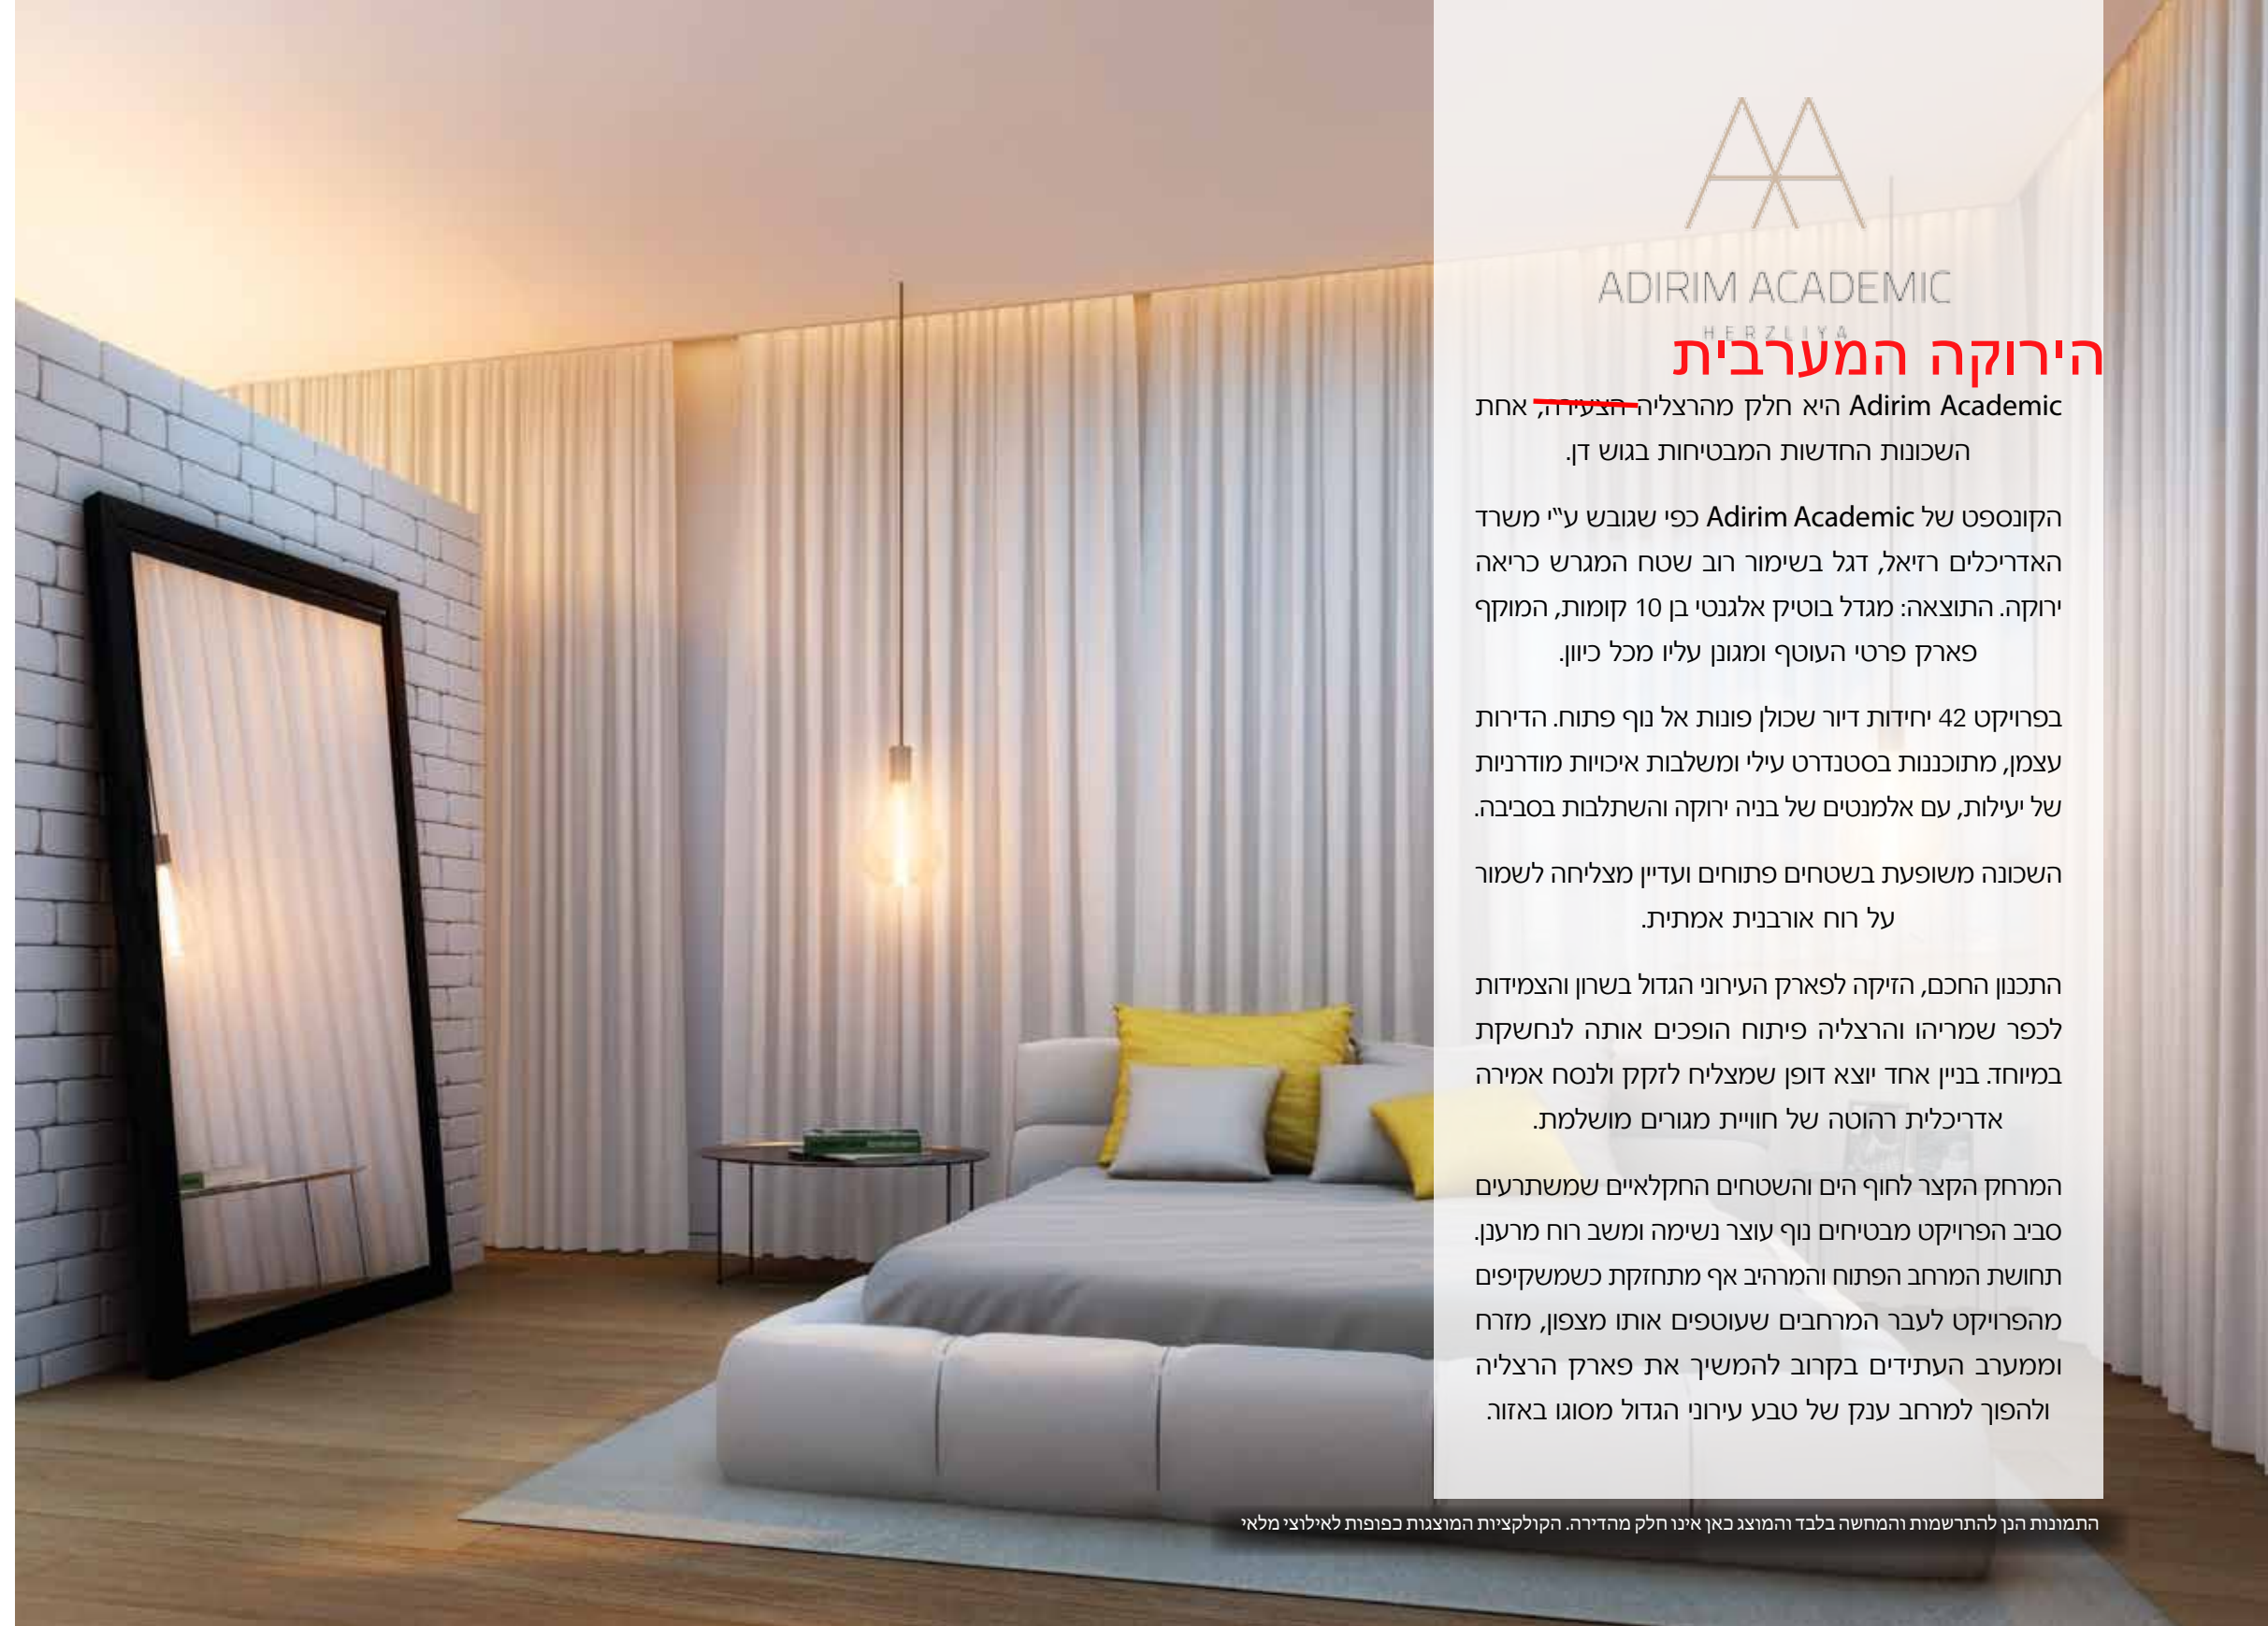 ADIRIM ACADEMIC
HERZLIYA
הירוקה המערבית
Adirim Academic היא חלק מהרצליה הצעירה, אחת
השכונות החדשות המבטיחות בגוש דן.
הקונספט של Adirim Academic כפי שגובש ע״י משרד
האדריכלים רזיאל, דגל בשימור רוב שטח המגרש כריאה
ירוקה. התוצאה: מגדל בוטיק אלגנטי בן 10 קומות, המוקף
פארק פרטי העוטף ומגונן עליו מכל כיוון.
בפרויקט 42 יחידות דיור שכולן פונות אל נוף פתוח. הדירות
עצמן, מתוכננות בסטנדרט עילי ומשלבות איכויות מודרניות
של יעילות, עם אלמנטים של בניה ירוקה והשתלבות בסביבה.
השכונה משופעת בשטחים פתוחים ועדיין מצליחה לשמור
על רוח אורבנית אמתית.
התכנון החכם, הזיקה לפארק העירוני הגדול בשרון והצמידות
לכפר שמריהו והרצליה פיתוח הופכים אותה לנחשקת
במיוחד. בניין אחד יוצא דופן שמצליח לזקק ולנסח אמירה
אדריכלית רהוטה של חוויית מגורים מושלמת.
המרחק הקצר לחוף הים והשטחים החקלאיים שמשתרעים
סביב הפרויקט מבטיחים נוף עוצר נשימה ומשב רוח מרענן.
תחושת המרחב הפתוח והמרהיב אף מתחזקת כשמשקיפים
מהפרויקט לעבר המרחבים שעוטפים אותו מצפון, מזרח
וממערב העתידים בקרוב להמשיך את פארק הרצליה
ולהפוך למרחב ענק של טבע עירוני הגדול מסוגו באזור.
התמונות הנן להתרשמות והמחשה בלבד והמוצג כאן אינו חלק מהדירה. הקולקציות המוצגות כפופות לאילוצי מלאי